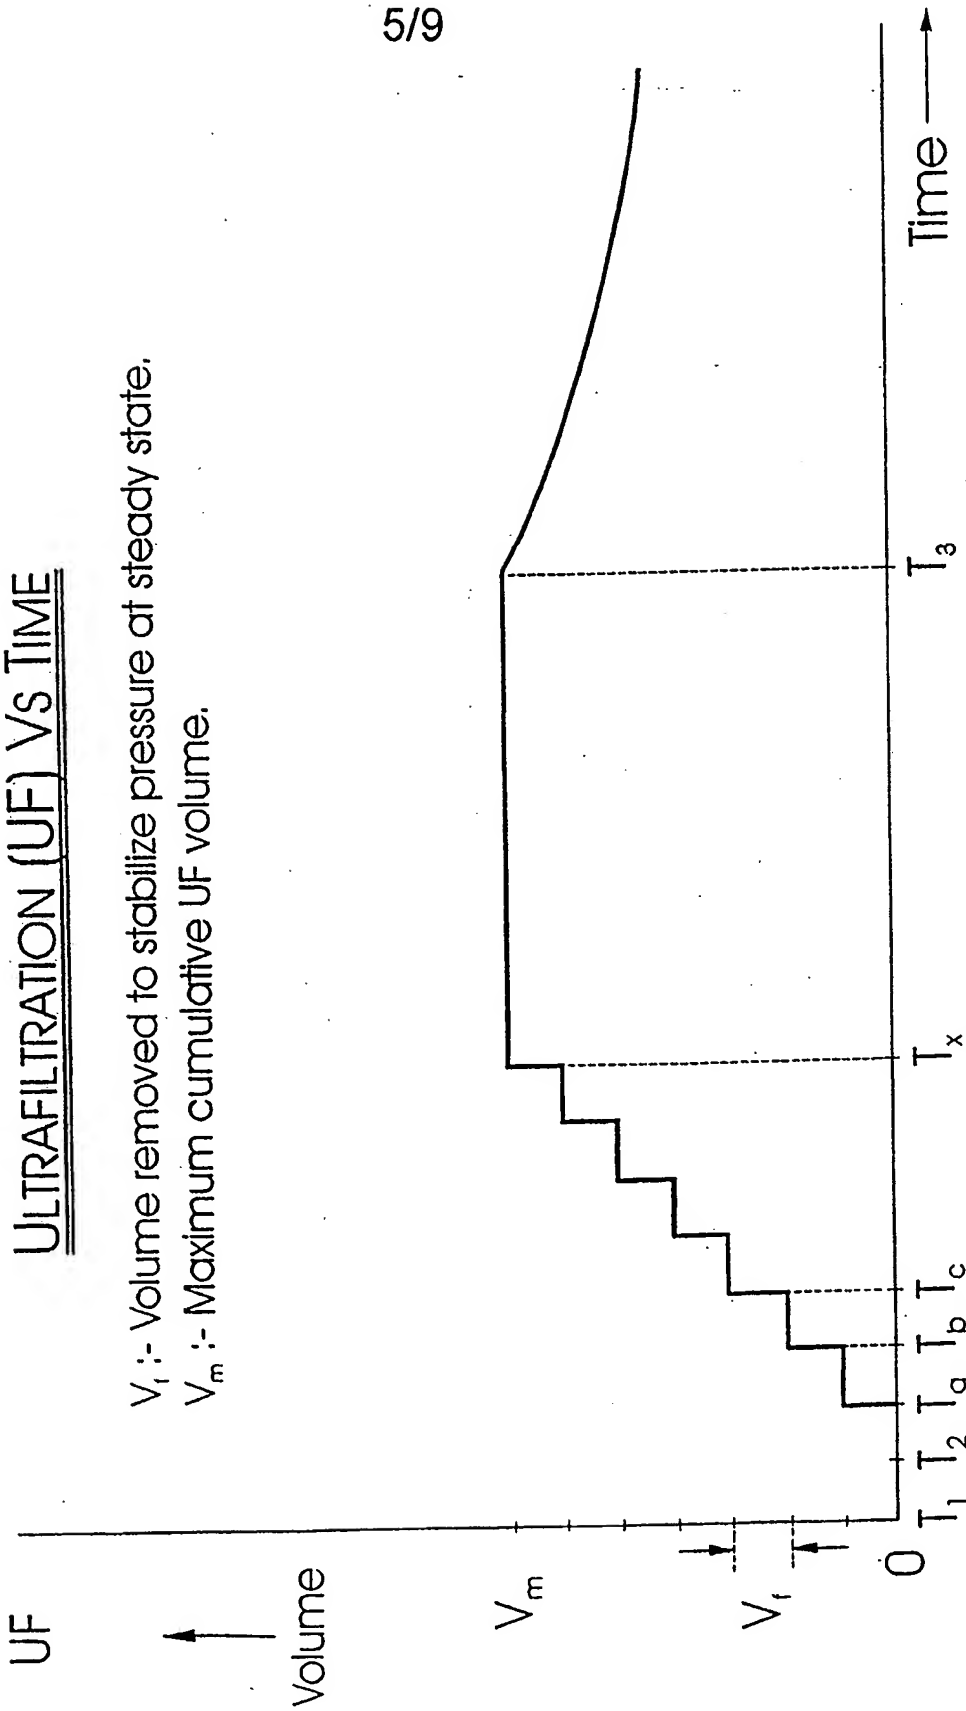 5/9
ULTRAFILTRATION (UF) VS TIME
Vf :- Volume removed to stabilize pressure at steady state.
Vm :- Maximum cumulative UF volume.
UF
Volume
Vm
Vf
0
T1 T2 Ta Tb Tc Tx T3
Time